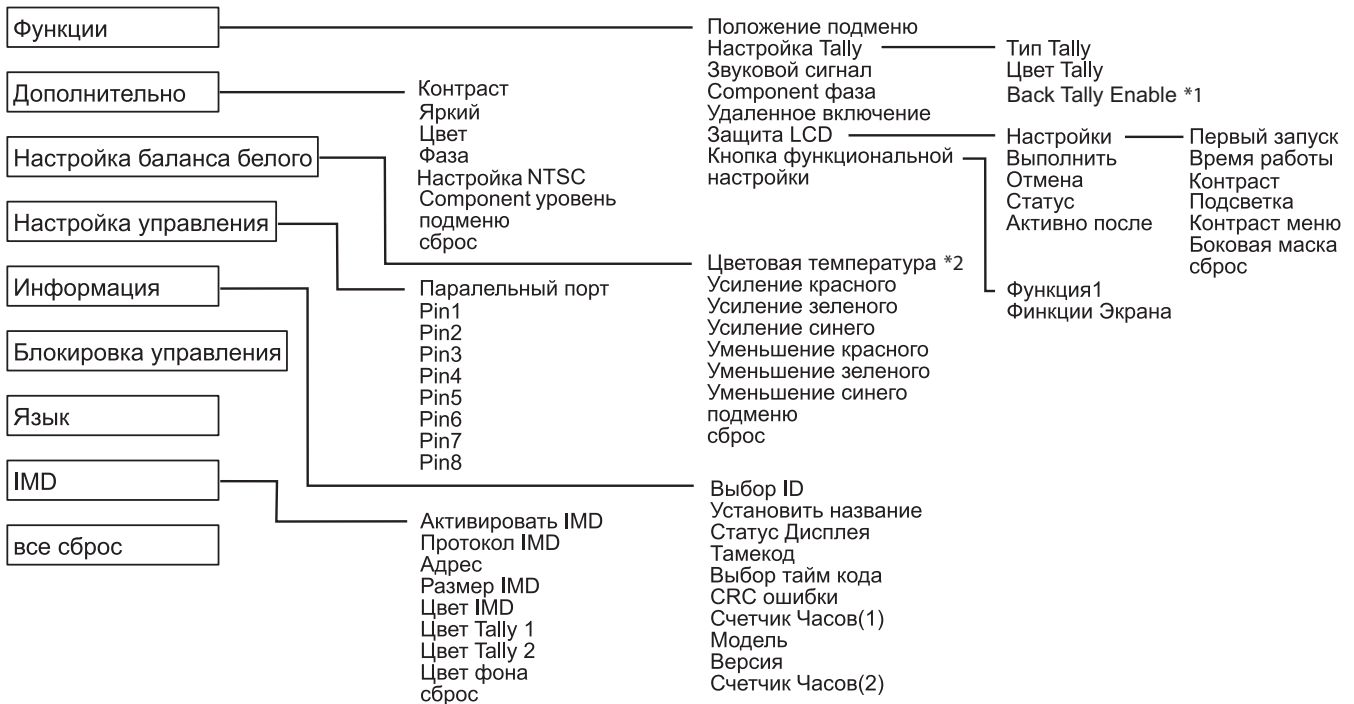 Функции
Дополнительно
Настройка баланса белого
Настройка управления
Информация
Блокировка управления
Язык
IMD
все сброс
Контраст
Яркий
Цвет
Фаза
Настройка NTSC
Component уровень
подменю
сброс
Паралельный порт
Pin1
Pin2
Pin3
Pin4
Pin5
Pin6
Pin7
Pin8
Активировать IMD
Протокол IMD
Адрес
Размер IMD
Цвет IMD
Цвет Tally 1
Цвет Tally 2
Цвет фона
сброс
Положение подменю
Настройка Tally
Звуковой сигнал
Component фаза
Удаленное включение
Защита LCD
Кнопка функциональной
настройки
Цветовая температура *2
Усиление красного
Усиление зеленого
Усиление синего
Уменьшение красного
Уменьшение зеленого
Уменьшение синего
подменю
сброс
Выбор ID
Установить название
Статус Дисплея
Тамекод
Выбор тайм кода
CRC ошибки
Счетчик Часов(1)
Модель
Версия
Счетчик Часов(2)
Тип Tally
Цвет Tally
Back Tally Enable *1
Настройки
Выполнить
Отмена
Статус
Активно после
Функция1
Финкции Экрана
Первый запуск
Время работы
Контраст
Подсветка
Контраст меню
Боковая маска
сброс